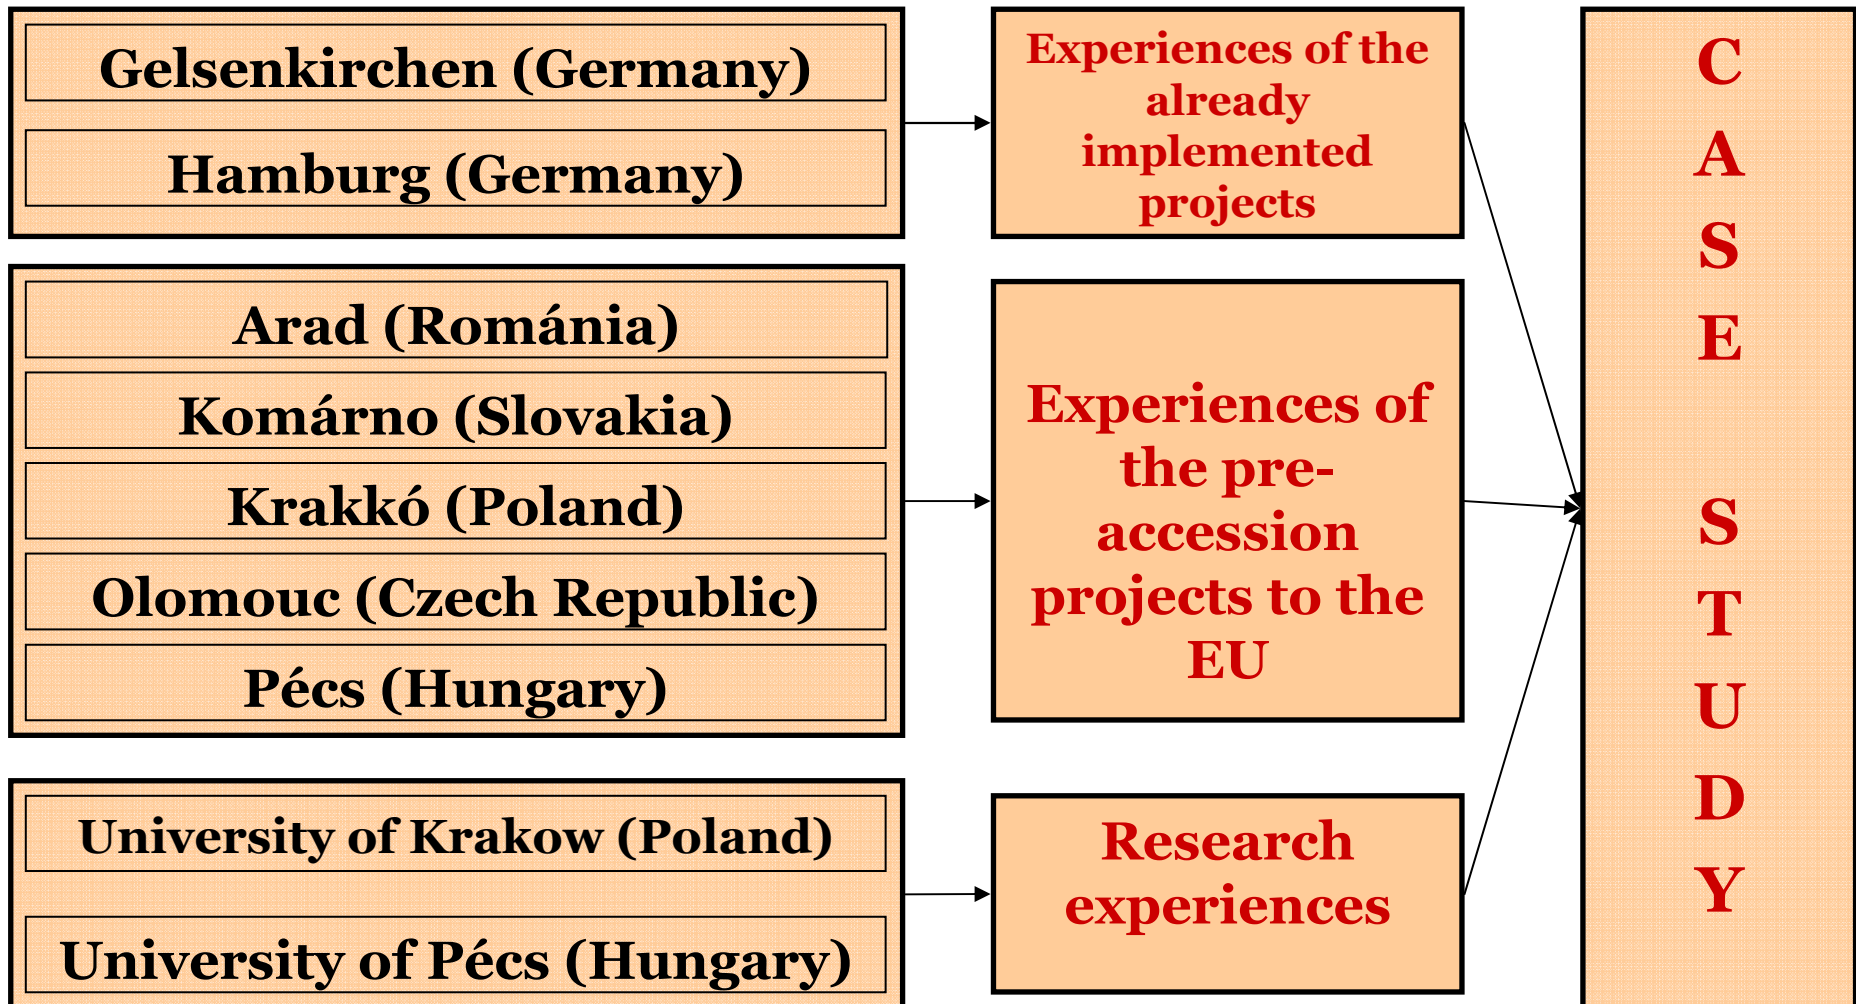 Gelsenkirchen (Germany)
Hamburg (Germany)
Experiences of the
already
implemented
projects
Arad (Románia)
Komárno (Slovakia)
Krakkó (Poland)
Olomouc (Czech Republic)
Pécs (Hungary)
Experiences of
the pre-
accession
projects to the
EU
University of Krakow (Poland)
University of Pécs (Hungary)
Research
experiences
C
A
S
E
S
T
U
D
Y